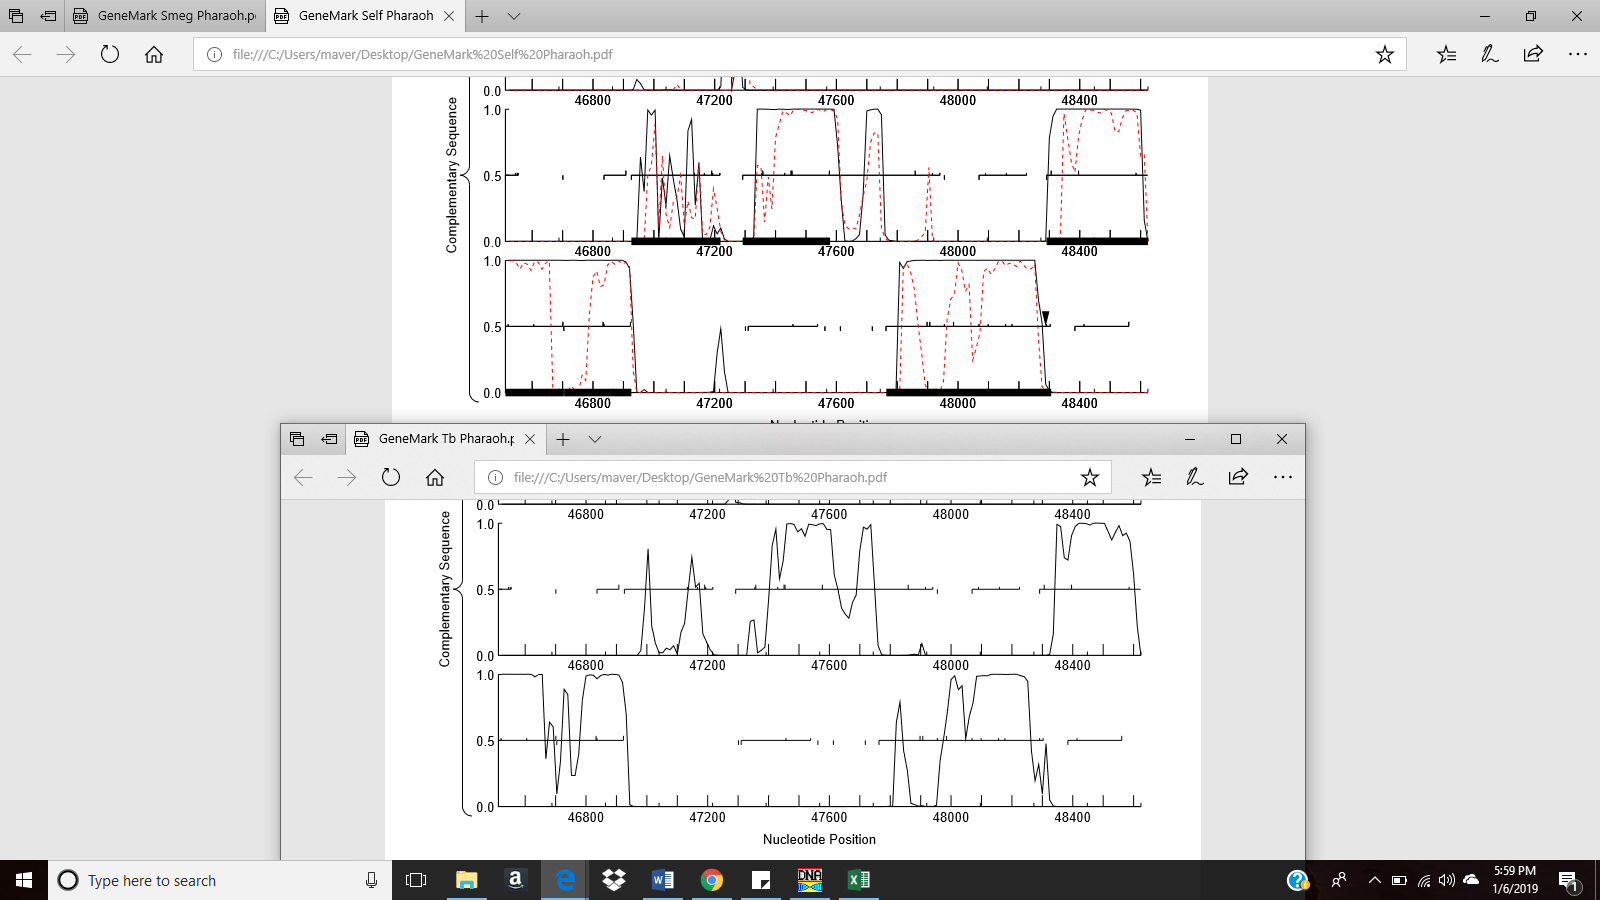 GeneMark Smeg Pharaoh.p
GeneMark Self Pharaoh
file:///C:/Users/maver/Desktop/GeneMark%20Self%20Pharaoh.pdf
0.0
46800 47200 47600 48000 48400
Complementary Sequence
1.0
0.5
0.0
46800 47200 47600 48000 48400
1.0
0.5
0.0
46800 47200 47600 48000 48400
GeneMark Tb Pharaoh.p
file:///C:/Users/maver/Desktop/GeneMark%20Tb%20Pharaoh.pdf
0.0
46800 47200 47600 48000 48400
Complementary Sequence
1.0
0.5
0.0
46800 47200 47600 48000 48400
1.0
0.5
0.0
46800 47200 47600 48000 48400
Nucleotide Position
Type here to search
DNA
5:59 PM
1/6/2019
1